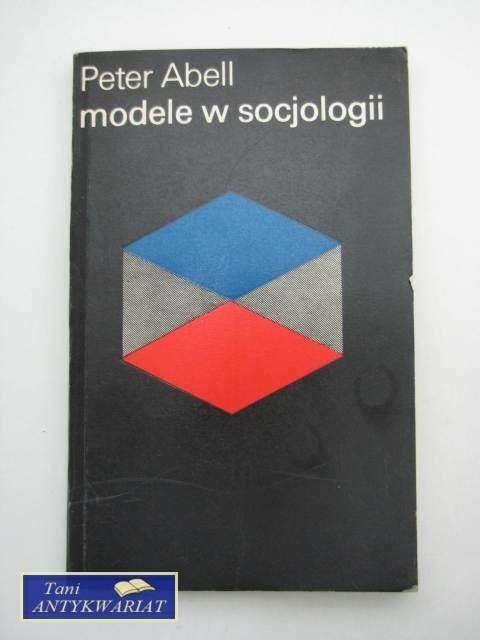 Peter Abell
modele w socjologii
Tani
ANTYKWARIAT